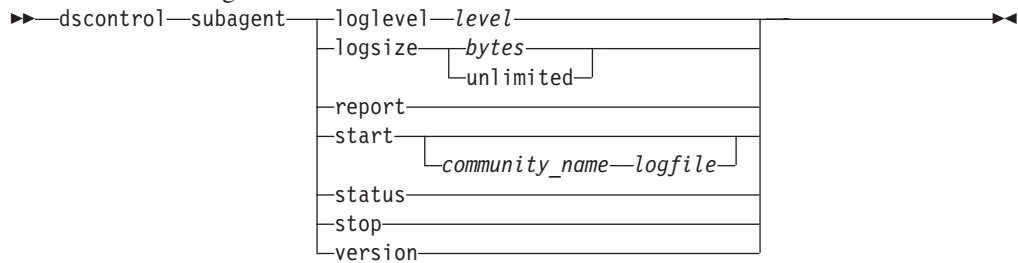 dscontrol subagent loglevel level
logsize bytes
unlimited
report
start
community_name logfile
status
stop
version